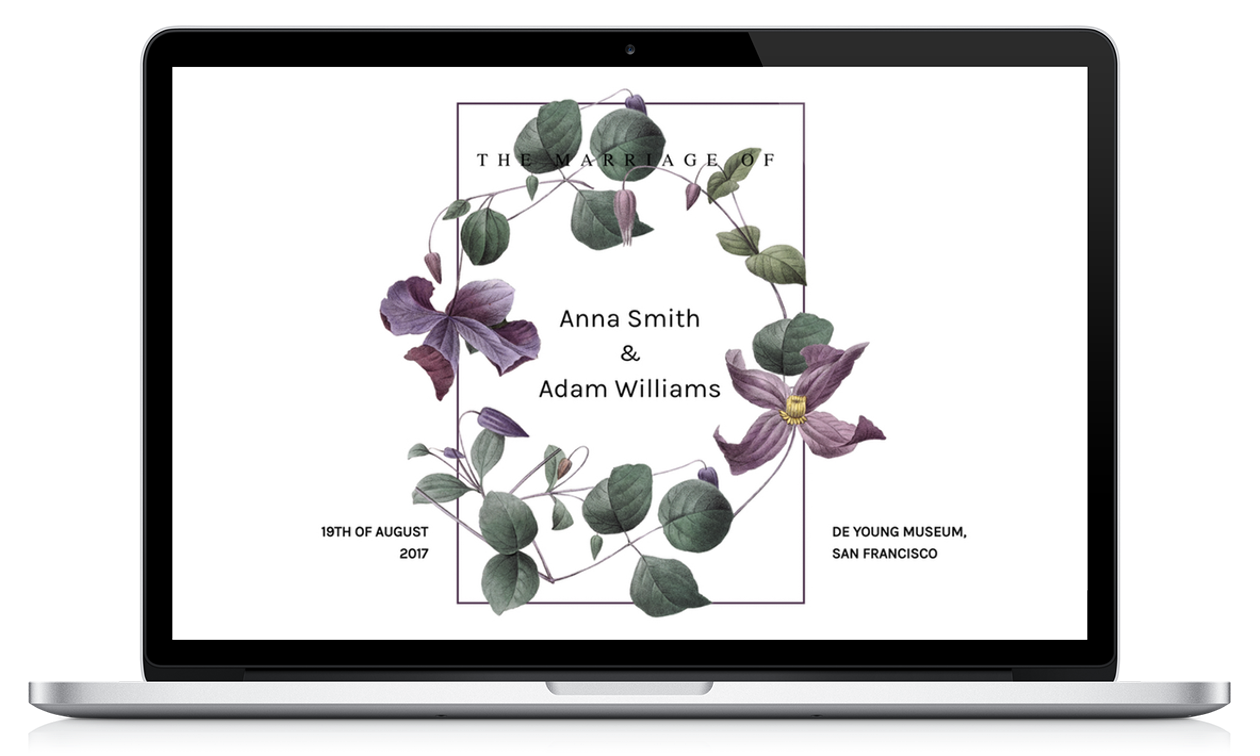 THE MARRIAGE OF
Anna Smith
&
Adam Williams
19TH OF AUGUST
2017
DE YOUNG MUSEUM,
SAN FRANCISCO